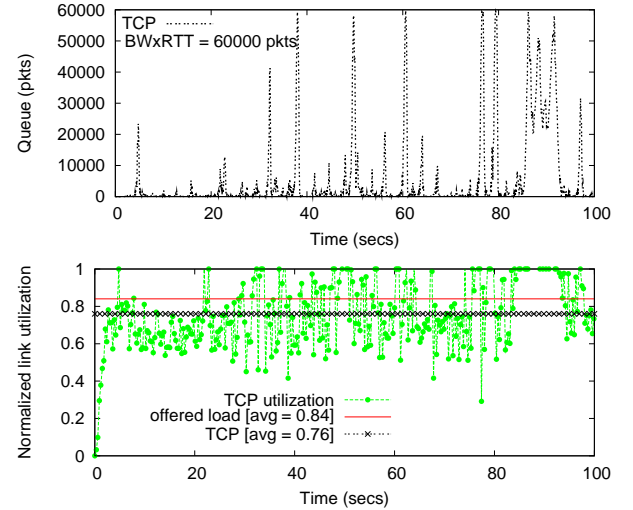 60000
50000
40000
30000
20000
10000
0
Queue (pkts)
TCP
BWxRTT = 60000 pkts
0 20 40 60 80 100
Time (secs)
1
0.8
0.6
0.4
0.2
0
Normalized link utilization
TCP utilization
offered load [avg = 0.84]
TCP [avg = 0.76]
0 20 40 60 80 100
Time (secs)